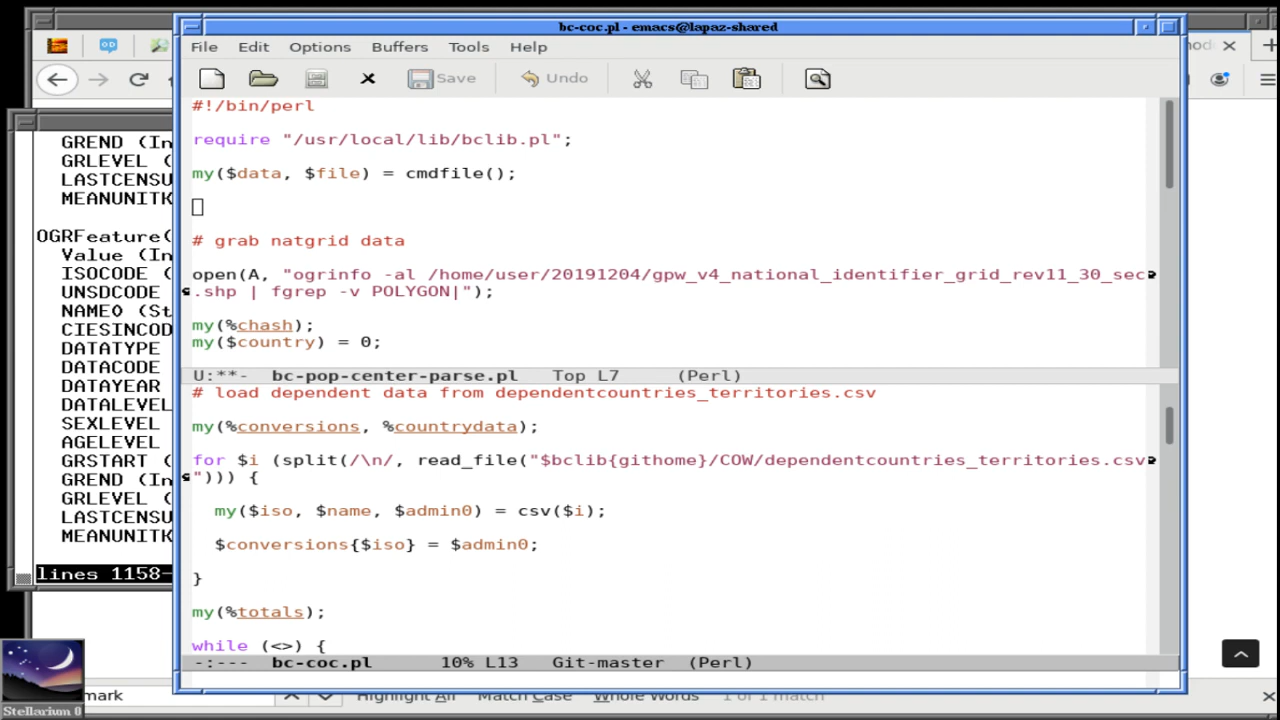 bc-coc.pl - emacs@lapaz-shared
File Edit Options Buffers Tools Help
Save Undo
#!/bin/perl
require "/usr/local/lib/bclib.pl";
my($data, $file) = cmdfile();
# grab natgrid data
open(A, "ogrinfo -al /home/user/20191204/gpw_v4_national_identifier_grid_rev11_30_sec
.shp | fgrep -v POLYGON|");
my(%chash);
my($country) = 0;
U:**- bc-pop-center-parse.pl Top L7 (Perl)
# load dependent data from dependentcountries_territories.csv
my(%conversions, %countrydata);
for $i (split(/\n/, read_file("$bclib{githome}/COW/dependentcountries_territories.csv
"))) {
my($iso, $name, $admin0) = csv($i);
$conversions{$iso} = $admin0;
}
my(%totals);
while (<>) {
-:--- bc-coc.pl 10% L13 Git-master (Perl)
GREND (In
GRLEVEL (
LASTCENSU
MEANUNITK
OGRFeature(
Value (In
ISOCODE (
UNSDCODE
NAME0 (St
CIESINCOD
DATATYPE
DATACODE
DATAYEAR
DATALEVEL
SEXLEVEL
AGELEVEL
GRSTART (
GREND (In
GRLEVEL (
LASTCENSU
MEANUNITK
lines 1158-
mark Highlight All Match Case Whole Words 1 of 1 match
Stellarium 0